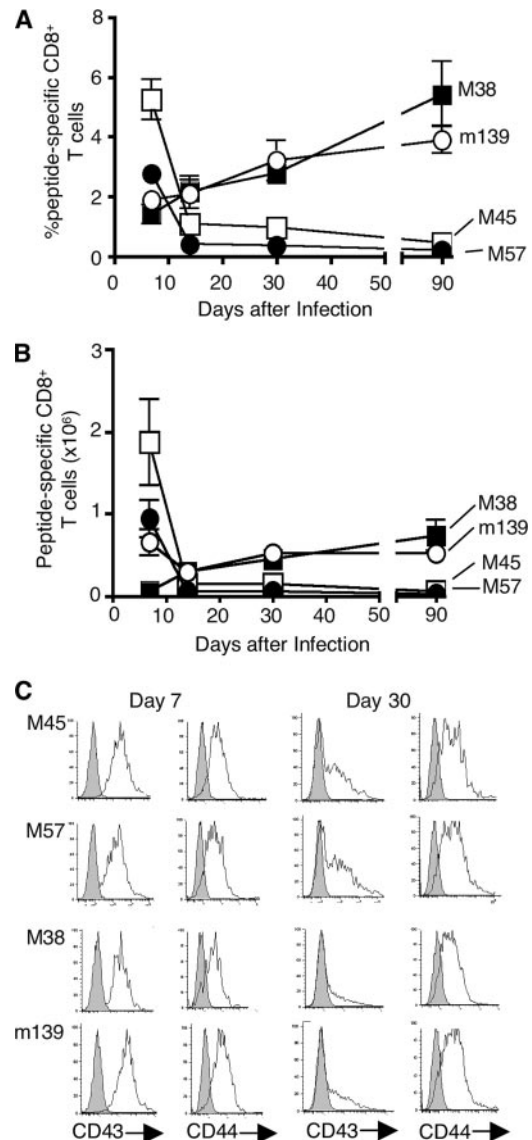 A
%peptide-specific CD8+
T cells
8
6
4
2
0
M38
m139
M45
M57
0 10 20 30 40 50 90
Days after Infection
B
Peptide-specific CD8+
T cells (x10⁶)
3
2
1
0
M38
m139
M45
M57
0 10 20 30 40 50 90
Days after Infection
C
Day 7 Day 30
M45
M57
M38
m139
CD43 CD44 CD43 CD44